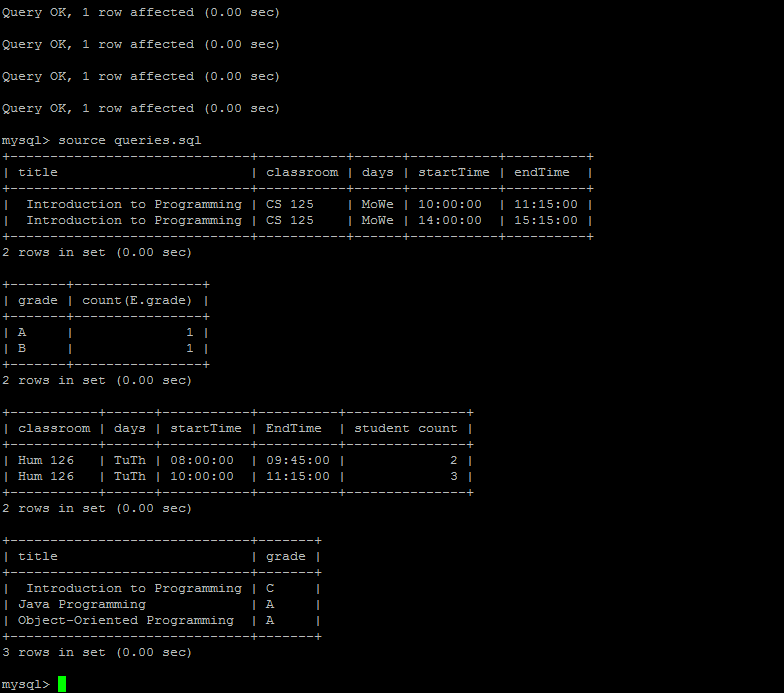 Query OK, 1 row affected (0.00 sec)

Query OK, 1 row affected (0.00 sec)

Query OK, 1 row affected (0.00 sec)

Query OK, 1 row affected (0.00 sec)

mysql> source queries.sql
+------------------------------+-----------+------+-----------+----------+
| title                        | classroom | days | startTime | endTime  |
+------------------------------+-----------+------+-----------+----------+
|  Introduction to Programming | CS 125    | MoWe | 10:00:00  | 11:15:00 |
|  Introduction to Programming | CS 125    | MoWe | 14:00:00  | 15:15:00 |
+------------------------------+-----------+------+-----------+----------+
2 rows in set (0.00 sec)

+-------+----------------+
| grade | count(E.grade) |
+-------+----------------+
| A     |              1 |
| B     |              1 |
+-------+----------------+
2 rows in set (0.00 sec)

+-----------+------+-----------+----------+---------------+
| classroom | days | startTime | EndTime  | student count |
+-----------+------+-----------+----------+---------------+
| Hum 126   | TuTh | 08:00:00  | 09:45:00 |             2 |
| Hum 126   | TuTh | 10:00:00  | 11:15:00 |             3 |
+-----------+------+-----------+----------+---------------+
2 rows in set (0.00 sec)

+------------------------------+-------+
| title                        | grade |
+------------------------------+-------+
|  Introduction to Programming | C     |
| Java Programming             | A     |
| Object-Oriented Programming  | A     |
+------------------------------+-------+
3 rows in set (0.00 sec)

mysql>